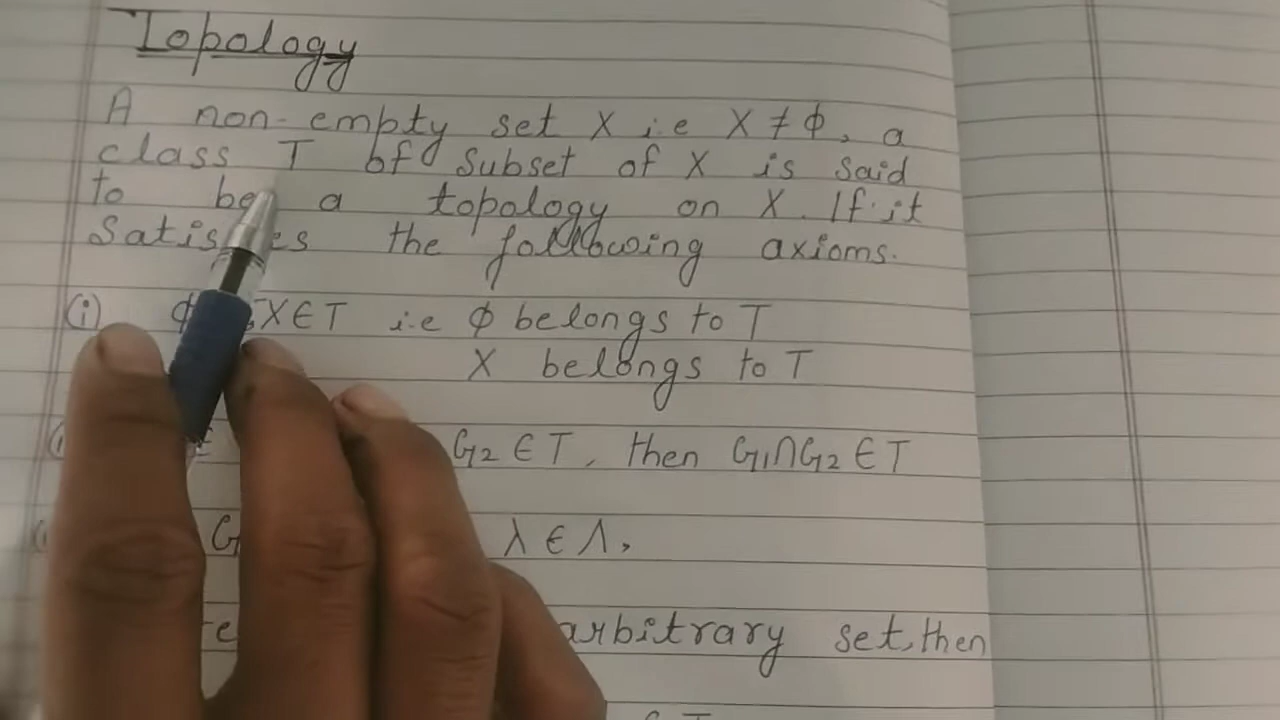 Topology
A non-empty set X i.e X ≠ ϕ, a
class T of subset of X is said
to be a topology on X. If it
Satisfies the following axioms.
(i) ϕ, X ∈ T i.e ϕ belongs to T
X belongs to T
G2 ∈ T, then G1∩G2 ∈ T
G λ ∈ Λ,
arbitrary set, then